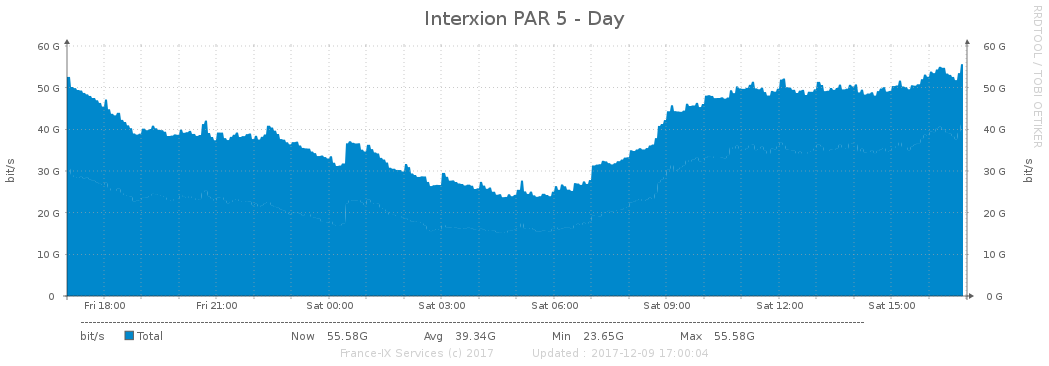 Interxion PAR 5 - Day
RRDTOOL / TOBI OETIKER
60 G 60 G
50 G 50 G
40 G 40 G
30 G 30 G
20 G 20 G
10 G 10 G
0 0 G
bit/s bit/s
Fri 18:00 Fri 21:00 Sat 00:00 Sat 03:00 Sat 06:00 Sat 09:00 Sat 12:00 Sat 15:00
bit/s Total Now 55.58G Avg 39.34G Min 23.65G Max 55.58G
France-IX Services (c) 2017 Updated : 2017-12-09 17:00:04